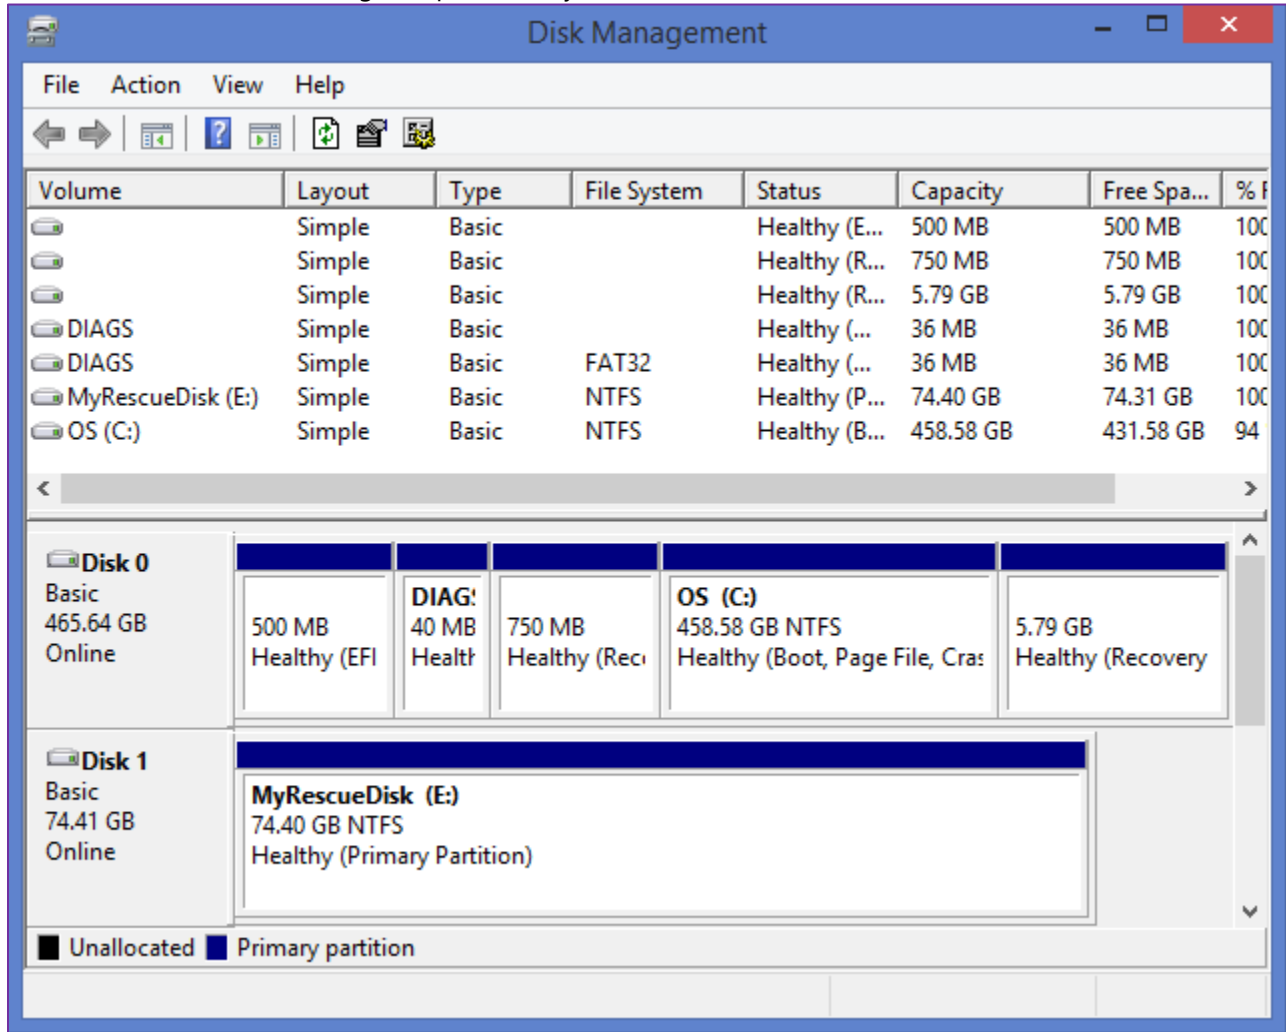 Disk Management
File Action View Help
Volume Layout Type File System Status Capacity Free Spa... % F
Simple Basic Healthy (E... 500 MB 500 MB 100
Simple Basic Healthy (R... 750 MB 750 MB 100
Simple Basic Healthy (R... 5.79 GB 5.79 GB 100
DIAGS Simple Basic Healthy (... 36 MB 36 MB 100
DIAGS Simple Basic FAT32 Healthy (... 36 MB 36 MB 100
MyRescueDisk (E:) Simple Basic NTFS Healthy (P... 74.40 GB 74.31 GB 100
OS (C:) Simple Basic NTFS Healthy (B... 458.58 GB 431.58 GB 94
Disk 0
Basic
465.64 GB
Online
500 MB
Healthy (EFI
DIAG
40 MB
Healt
750 MB
Healthy (Rec
OS (C:)
458.58 GB NTFS
Healthy (Boot, Page File, Cras
5.79 GB
Healthy (Recovery
Disk 1
Basic
74.41 GB
Online
MyRescueDisk (E:)
74.40 GB NTFS
Healthy (Primary Partition)
Unallocated Primary partition